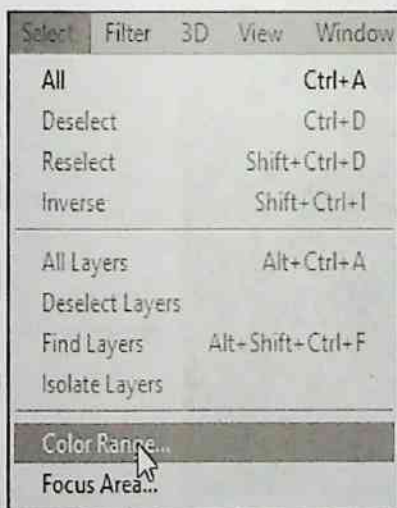 Select Filter 3D View Window
All Ctrl+A
Deselect Ctrl+D
Reselect Shift+Ctrl+D
Inverse Shift+Ctrl+I
All Layers Alt+Ctrl+A
Deselect Layers
Find Layers Alt+Shift+Ctrl+F
Isolate Layers
Color Range...
Focus Area...